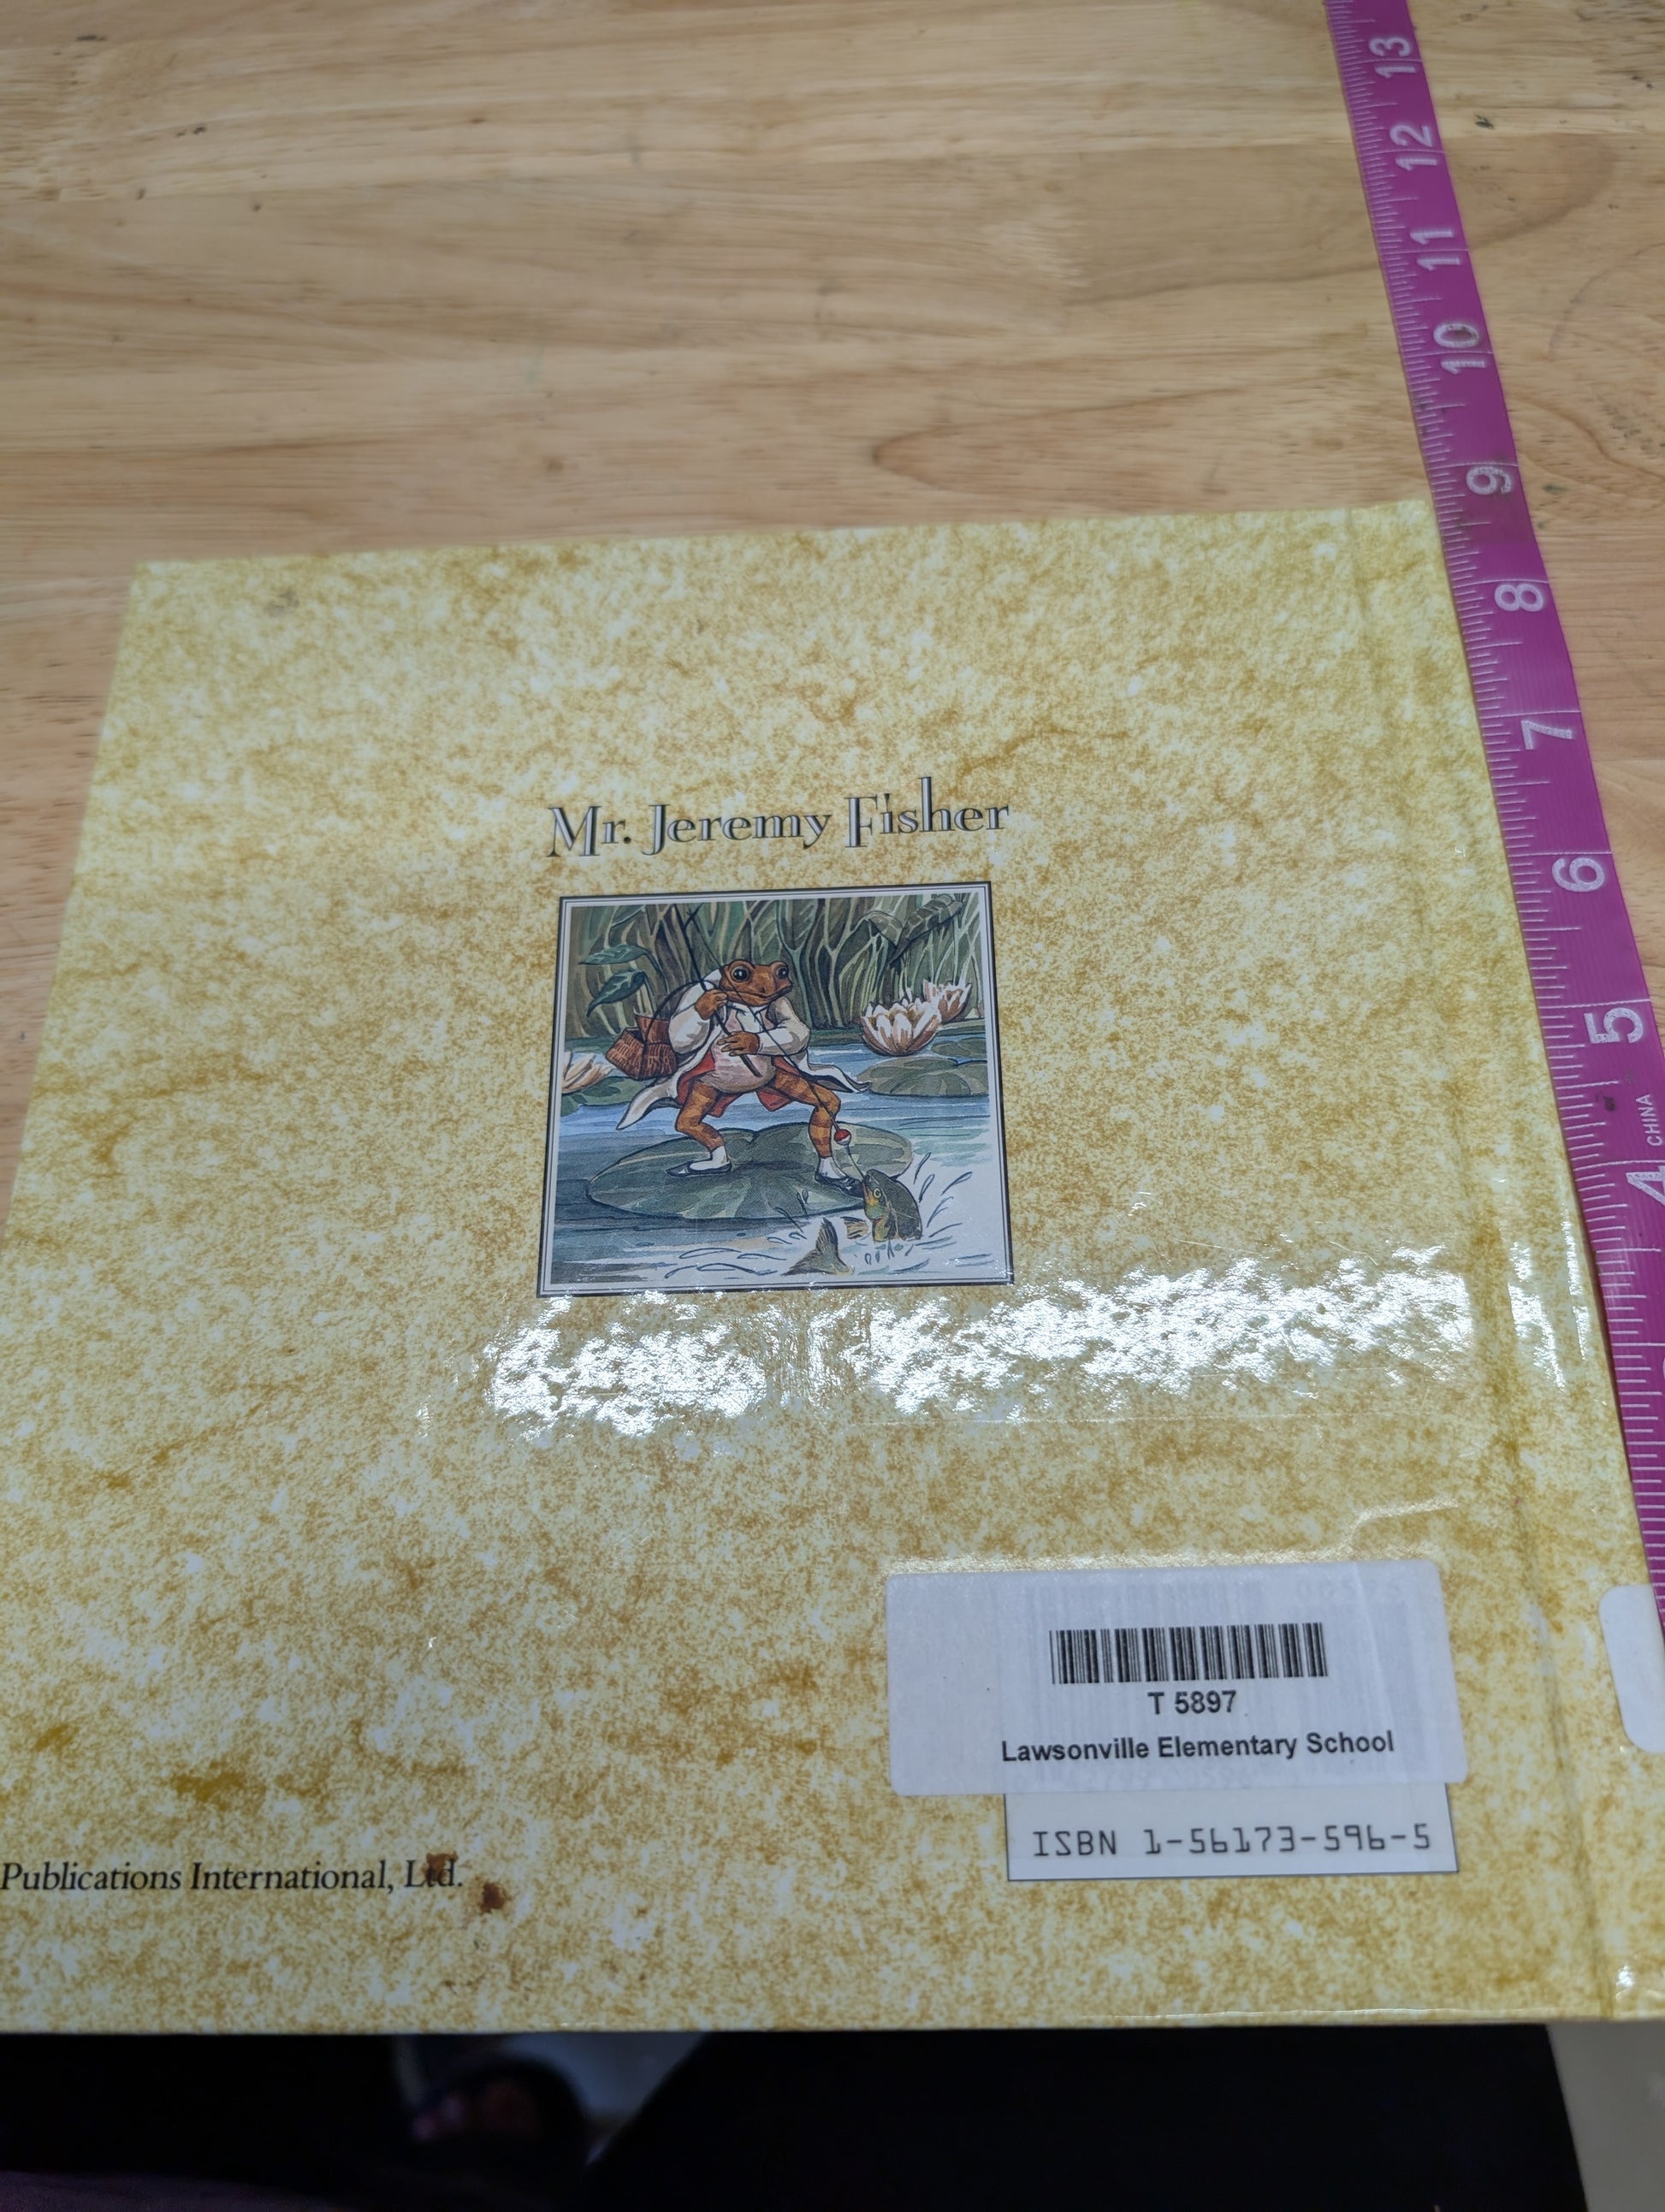 13
12
11
10
9
8
7
6
5
CHINA
4
Mr. Jeremy Fisher
T 5897
Lawsonville Elementary School
ISBN 1-56173-596-5
Publications International, Ltd.